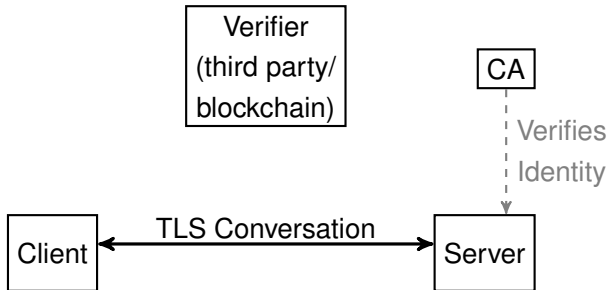 Verifier
(third party/
blockchain)
CA
Verifies
Identity
TLS Conversation
Client
Server